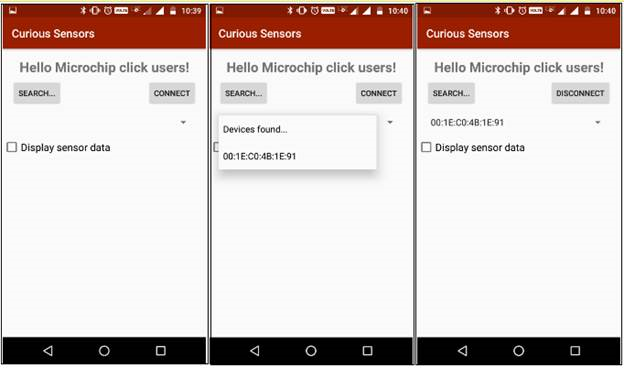 10:39
Curious Sensors
Hello Microchip click users!
SEARCH... CONNECT
Display sensor data
10:40
Curious Sensors
Hello Microchip click users!
SEARCH... CONNECT
Devices found...
00:1E:C0:4B:1E:91
10:40
Curious Sensors
Hello Microchip click users!
SEARCH... DISCONNECT
00:1E:C0:4B:1E:91
Display sensor data